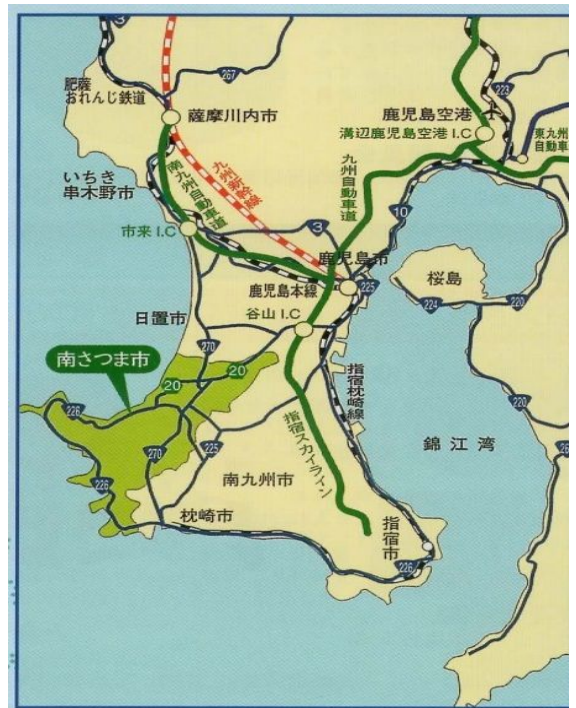 3
267
肥薩
おれんじ鉄道
薩摩川内市
鹿児島空港
溝辺鹿児島空港I.C
223
東九州
自動車
いちき
串木野市
南九州自動車道
九州新幹線
九州自動車道
10
市来I.C
3
鹿児島市
鹿児島本線
225
桜島
224
220
日置市
谷山I.C
270
南さつま市
20
20
指宿枕崎線
226
指宿スカイライン
220
錦江湾
225
270
26
226
南九州市
枕崎市
指宿市
226